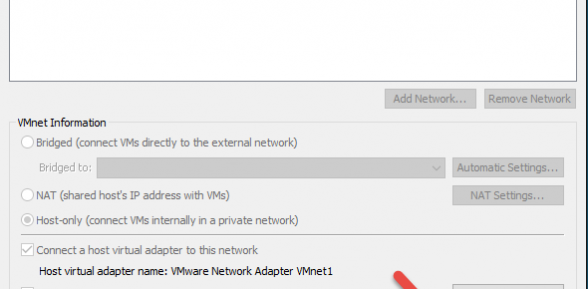 Add Network... Remove Network
VMnet Information
Bridged (connect VMs directly to the external network)
Bridged to: Automatic Settings...
NAT (shared host's IP address with VMs) NAT Settings...
Host-only (connect VMs internally in a private network)
Connect a host virtual adapter to this network
Host virtual adapter name: VMware Network Adapter VMnet1